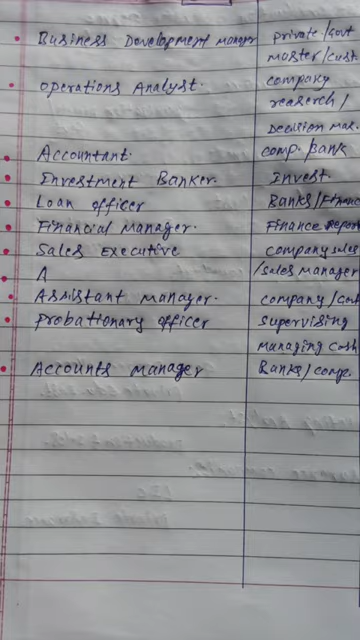 Business Development manager private/Govt
master/cust
Operations Analyst. company
reaserch/
Decision mak.
Accountant. comp./Bank
Investment Banker. Invest.
Loan officer Banks/Financ
Financial Manager. Finance Report
Sales Executive company sales
A /sales manager
Assistant manager. company/Cust
Probationary officer supervising
managing cash
Accounts manager Banks/comp.